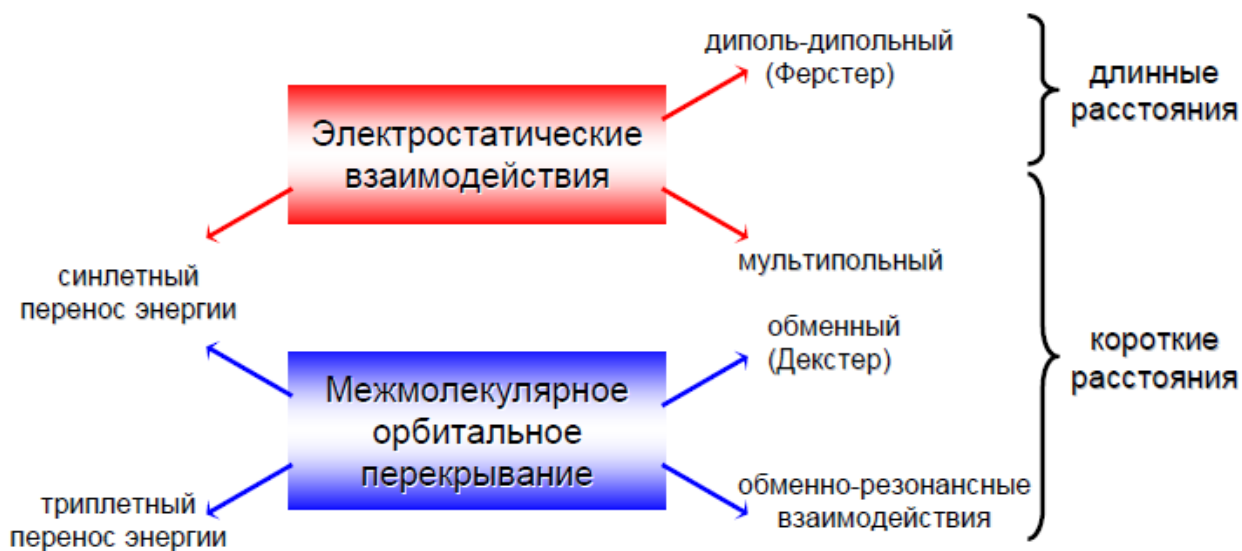 диполь-дипольный
(Ферстер)
длинные
расстояния
Электростатические
взаимодействия
мультипольный
синлетный
перенос энергии
обменный
(Декстер)
короткие
расстояния
Межмолекулярное
орбитальное
перекрывание
обменно-резонансные
взаимодействия
триплетный
перенос энергии